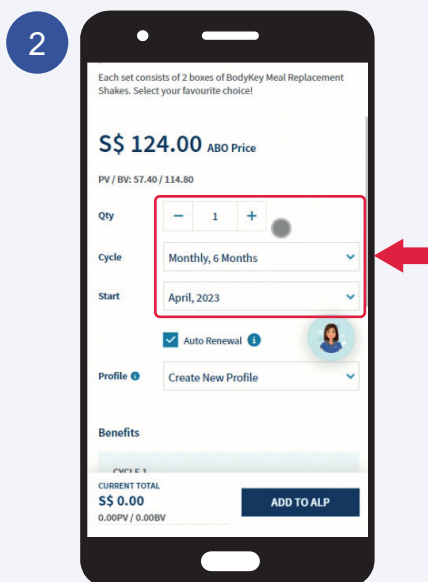 2
Each set consists of 2 boxes of BodyKey Meal Replacement
Shakes. Select your favourite choice!
S$ 124.00 ABO Price
PV / BV: 57.40 / 114.80
Qty − 1 +
Cycle Monthly, 6 Months
Start April, 2023
Auto Renewal i
Profile i Create New Profile
Benefits
CYCLE 1
CURRENT TOTAL
S$ 0.00
0.00PV / 0.00BV
ADD TO ALP